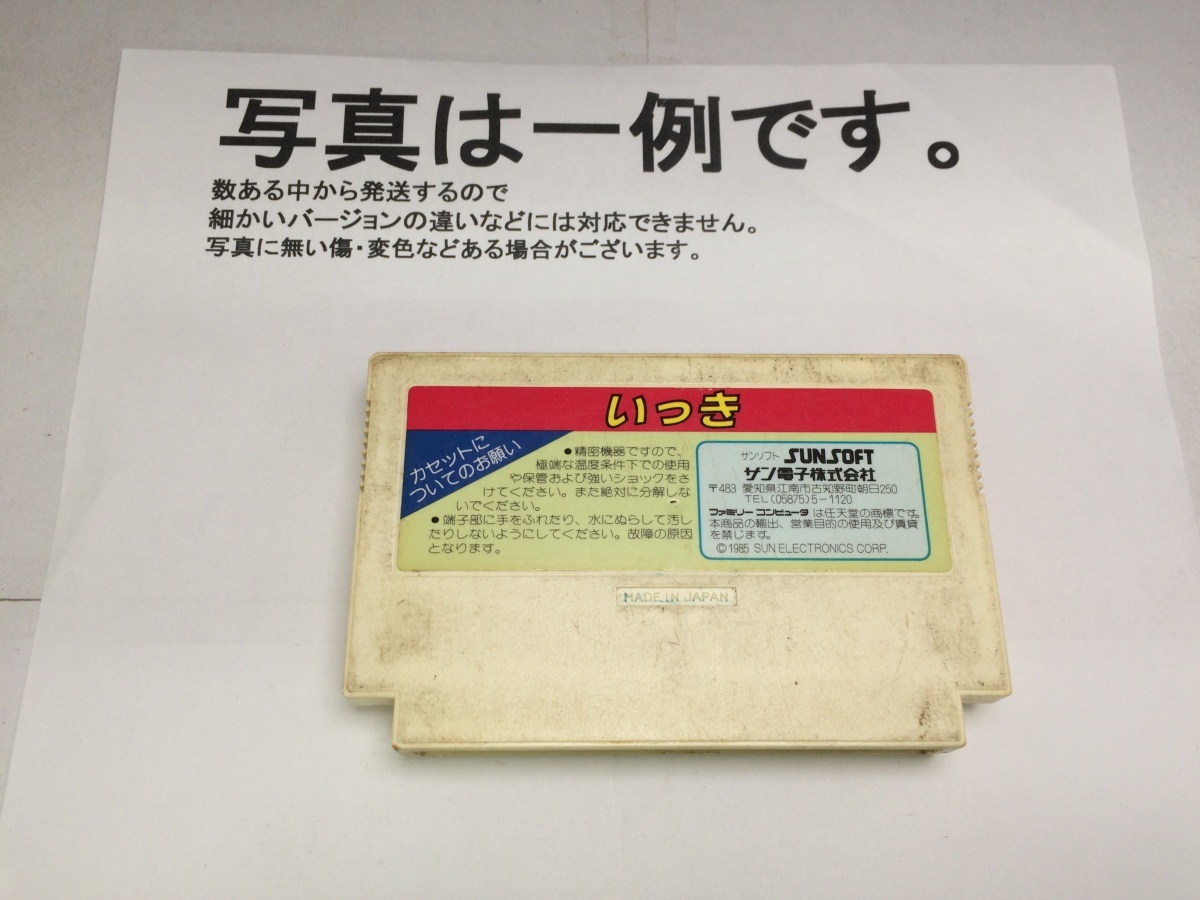 写真は一例です。
数ある中から発送するので
細かいバージョンの違いなどには対応できません。
写真に無い傷・変色などある場合がございます。
いっき
カセットに
ついてのお願い
●精密機器ですので、
極端な温度条件下での使用
や保管および強いショックをさ
けてください。また絶対に分解しな
いでください。
●端子部に手をふれたり、水にぬらして汚し
たりしないようにしてください。故障の原因
となります。
サンソフト SUNSOFT
サン電子株式会社
〒483 愛知県江南市古知野町朝日250
TEL(05875)5-1120
ファミリーコンピュータは任天堂の商標です。
本商品の輸出、営業目的の使用及び賃貸
を禁じます。
©1985 SUN ELECTRONICS CORP.
MADE IN JAPAN